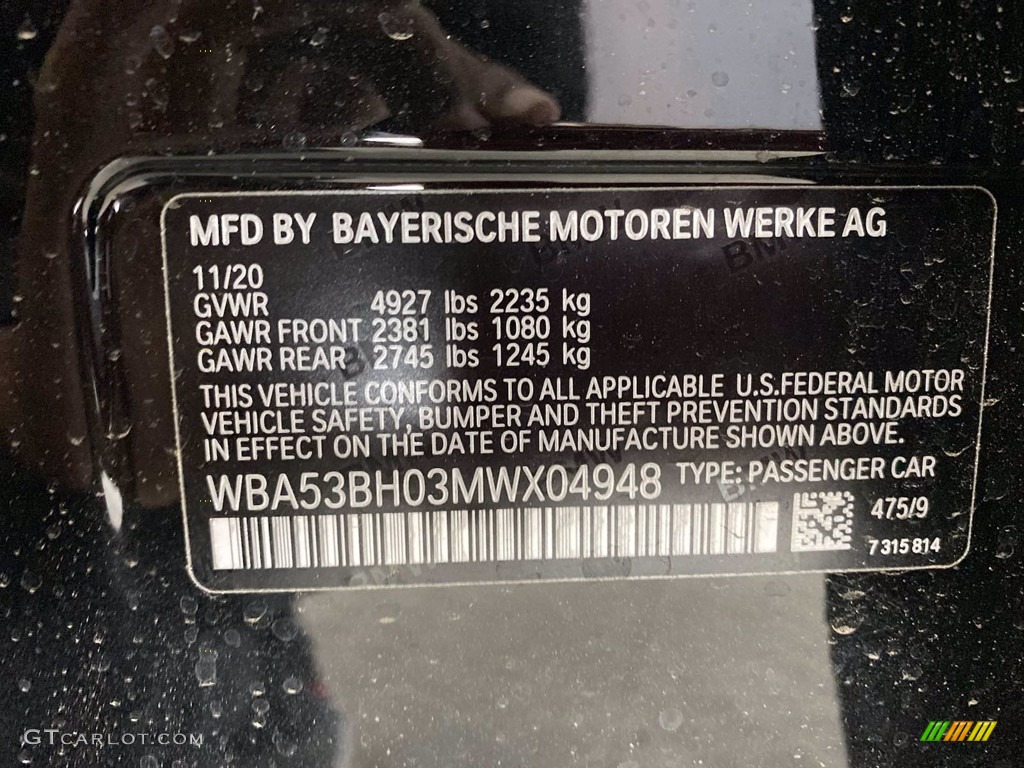 MFD BY BAYERISCHE MOTOREN WERKE AG
11/20
GVWR 4927 lbs 2235 kg
GAWR FRONT 2381 lbs 1080 kg
GAWR REAR 2745 lbs 1245 kg
THIS VEHICLE CONFORMS TO ALL APPLICABLE U.S.FEDERAL MOTOR
VEHICLE SAFETY, BUMPER AND THEFT PREVENTION STANDARDS
IN EFFECT ON THE DATE OF MANUFACTURE SHOWN ABOVE.
WBA53BH03MWX04948 TYPE: PASSENGER CAR
475/9
7315814
GTcarlot.com